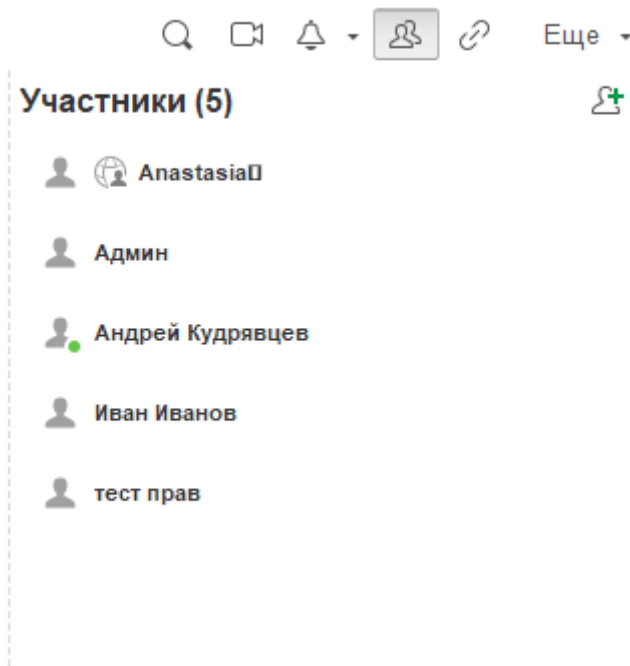 Еще
Участники (5)
Anastasia
Админ
Андрей Кудрявцев
Иван Иванов
тест прав